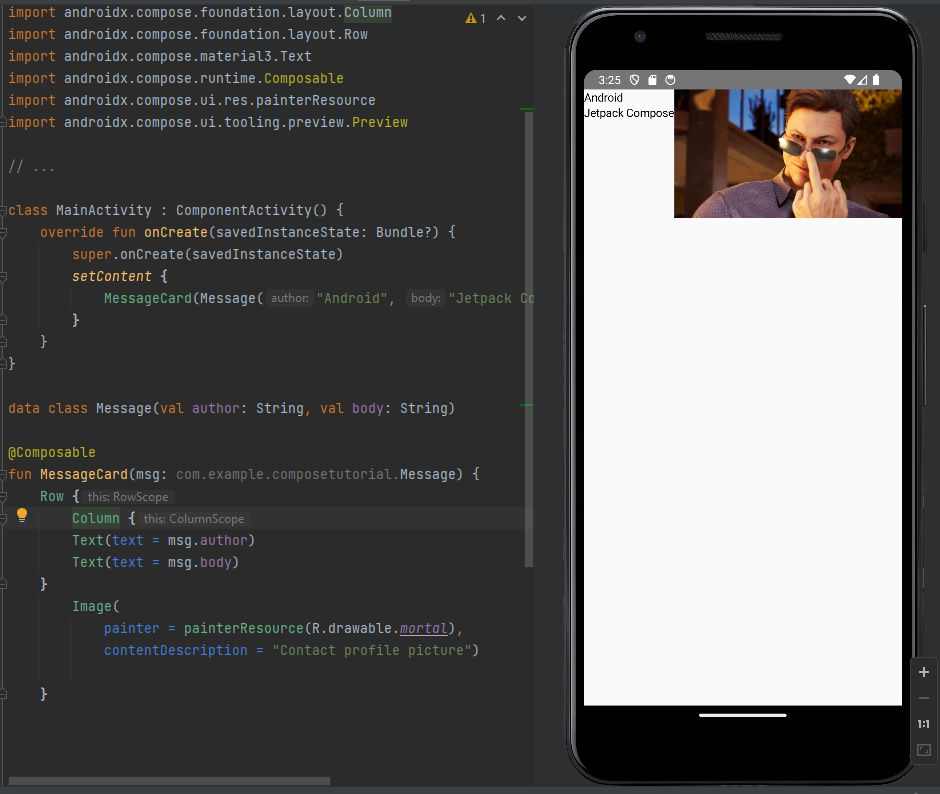 import androidx.compose.foundation.layout.Column
import androidx.compose.foundation.layout.Row
import androidx.compose.material3.Text
import androidx.compose.runtime.Composable
import androidx.compose.ui.res.painterResource
import androidx.compose.ui.tooling.preview.Preview
// ...
class MainActivity : ComponentActivity() {
override fun onCreate(savedInstanceState: Bundle?) {
super.onCreate(savedInstanceState)
setContent {
MessageCard(Message( author: "Android", body: "Jetpack Co
}
}
}
data class Message(val author: String, val body: String)
@Composable
fun MessageCard(msg: com.example.composetutorial.Message) {
Row { this: RowScope
Column { this: ColumnScope
Text(text = msg.author)
Text(text = msg.body)
}
Image(
painter = painterResource(R.drawable.mortal),
contentDescription = "Contact profile picture")
}
1
3:25
Android
Jetpack Compose
1:1